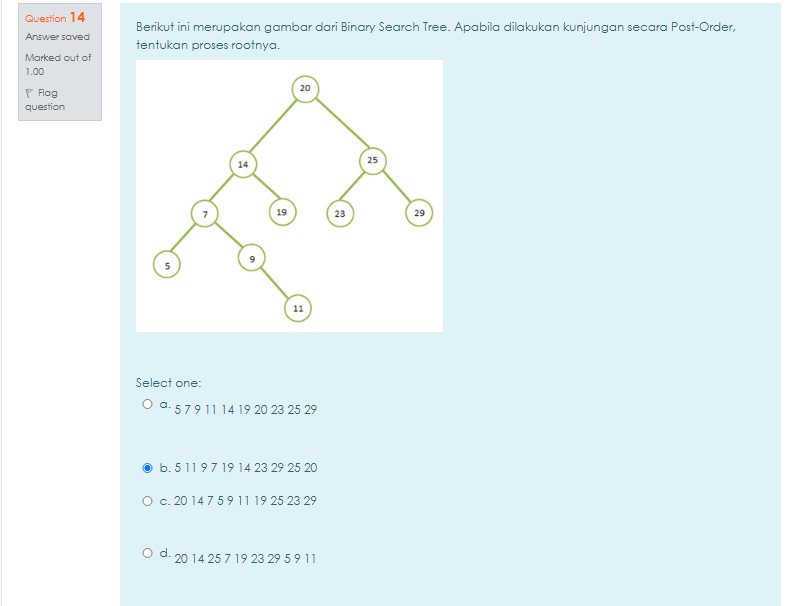 Question 14
Answer saved
Marked out of
1.00
Flag
question
Berikut ini merupakan gambar dari Binary Search Tree. Apabila dilakukan kunjungan secara Post-Order,
tentukan proses rootnya.
20
14
25
7
19
23
29
5
9
11
Select one:
a. 5 7 9 11 14 19 20 23 25 29
b. 5 11 9 7 19 14 23 29 25 20
c. 20 14 7 5 9 11 19 25 23 29
d. 20 14 25 7 19 23 29 5 9 11